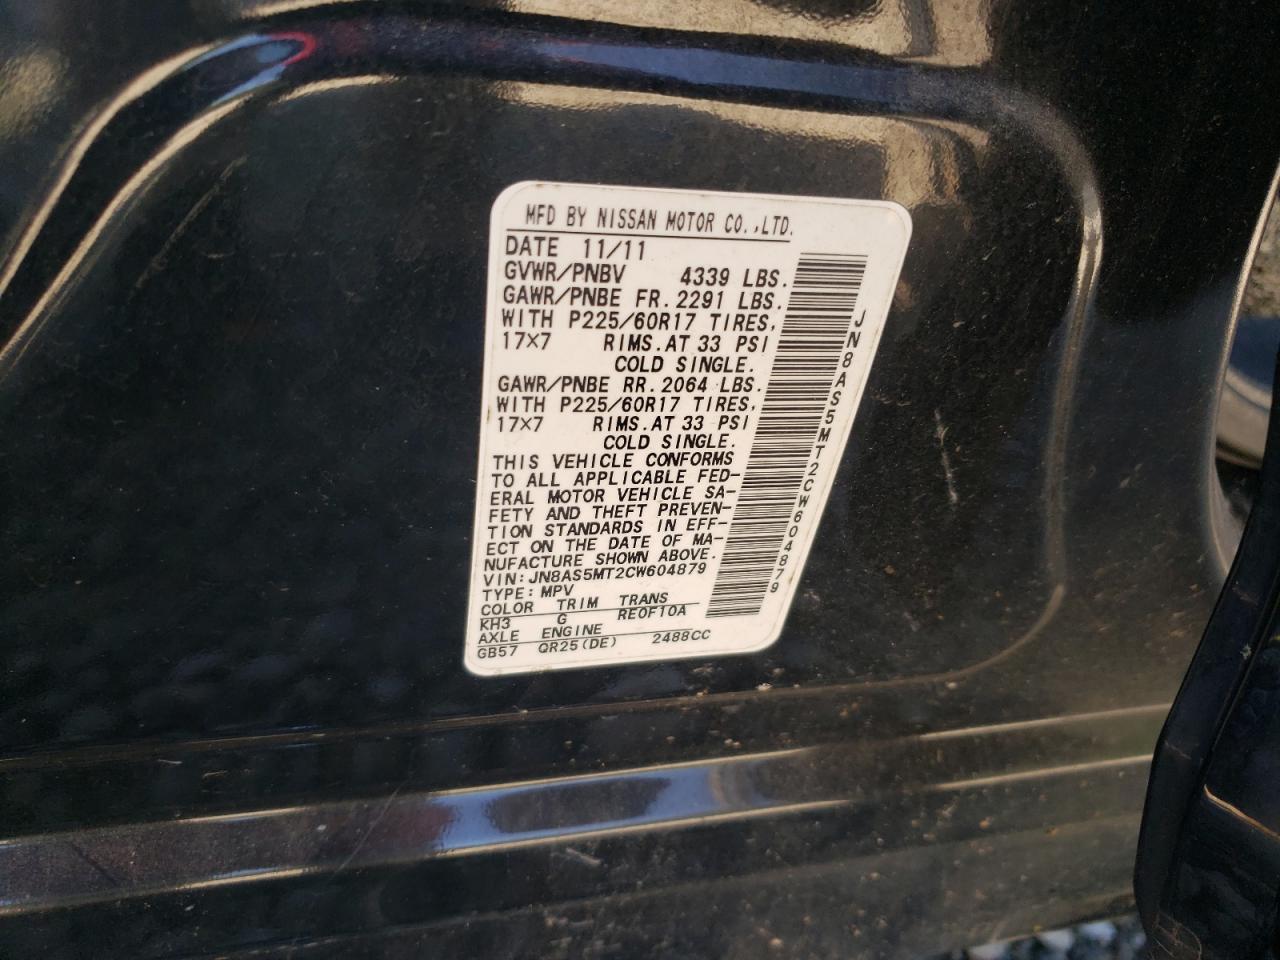 MFD BY NISSAN MOTOR CO.,LTD.
DATE 11/11
GVWR/PNBV 4339 LBS.
GAWR/PNBE FR.2291 LBS.
WITH P225/60R17 TIRES,
17×7 RIMS.AT 33 PSI
COLD SINGLE.
GAWR/PNBE RR.2064 LBS.
WITH P225/60R17 TIRES,
17×7 RIMS.AT 33 PSI
COLD SINGLE.
THIS VEHICLE CONFORMS
TO ALL APPLICABLE FED-
ERAL MOTOR VEHICLE SA-
FETY AND THEFT PREVEN-
TION STANDARDS IN EFF-
ECT ON THE DATE OF MA-
NUFACTURE SHOWN ABOVE.
VIN:JN8AS5MT2CW604879
TYPE:MPV
COLOR TRIM TRANS
KH3 G RE0F10A
AXLE ENGINE
GB57 QR25(DE) 2488CC
JN8AS5MT2CW604879